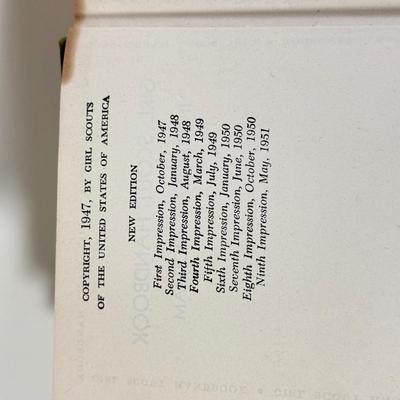 COPYRIGHT, 1947, BY GIRL SCOUTS
OF THE UNITED STATES OF AMERICA
NEW EDITION
First Impression, October, 1947
Second Impression, January, 1948
Third Impression, August, 1948
Fourth Impression, March, 1949
Fifth Impression, July, 1949
Sixth Impression, January, 1950
Seventh Impression, June, 1950
Eighth Impression, October, 1950
Ninth Impression, May, 1951